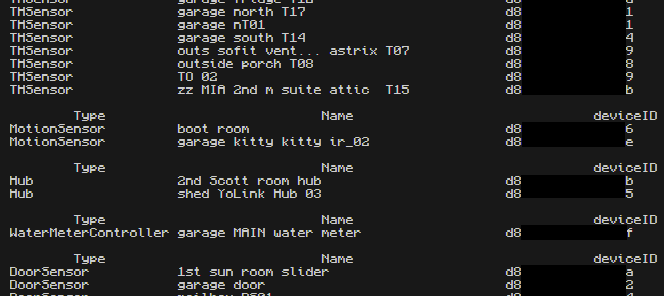 THSensor garage fridge T16 d8
THSensor garage north T17 d8 1
THSensor garage nT01 d8 1
THSensor garage south T14 d8 4
THSensor outs sofit vent... astrix T07 d8 9
THSensor outside porch T08 d8 8
THSensor TO 02 d8 9
THSensor zz MIA 2nd m suite attic T15 d8 b
Type Name deviceID
MotionSensor boot room d8 6
MotionSensor garage kitty kitty ir_02 d8 e
Type Name deviceID
Hub 2nd Scott room hub d8 b
Hub shed YoLink Hub 03 d8 5
Type Name deviceID
WaterMeterController garage MAIN water meter d8 f
Type Name deviceID
DoorSensor 1st sun room slider d8 a
DoorSensor garage door d8 2
DoorSensor mailbox d8